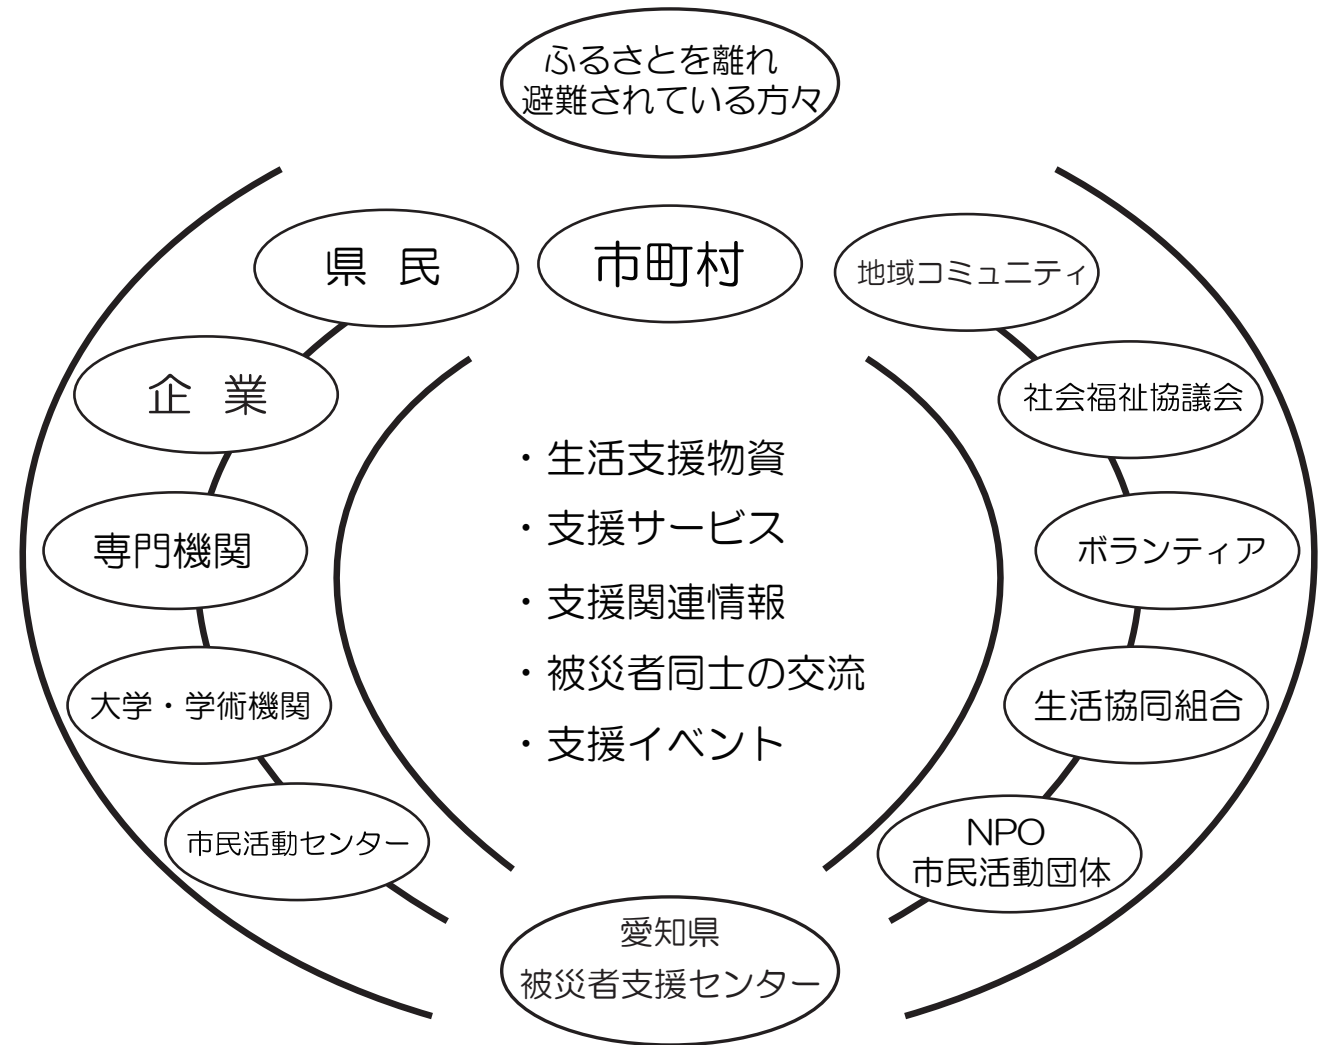 ふるさとを離れ
避難されている方々
県 民
市町村
地域コミュニティ
企 業
社会福祉協議会
・生活支援物資
・支援サービス
・支援関連情報
・被災者同士の交流
・支援イベント
専門機関
ボランティア
大学・学術機関
生活協同組合
市民活動センター
NPO
市民活動団体
愛知県
被災者支援センター